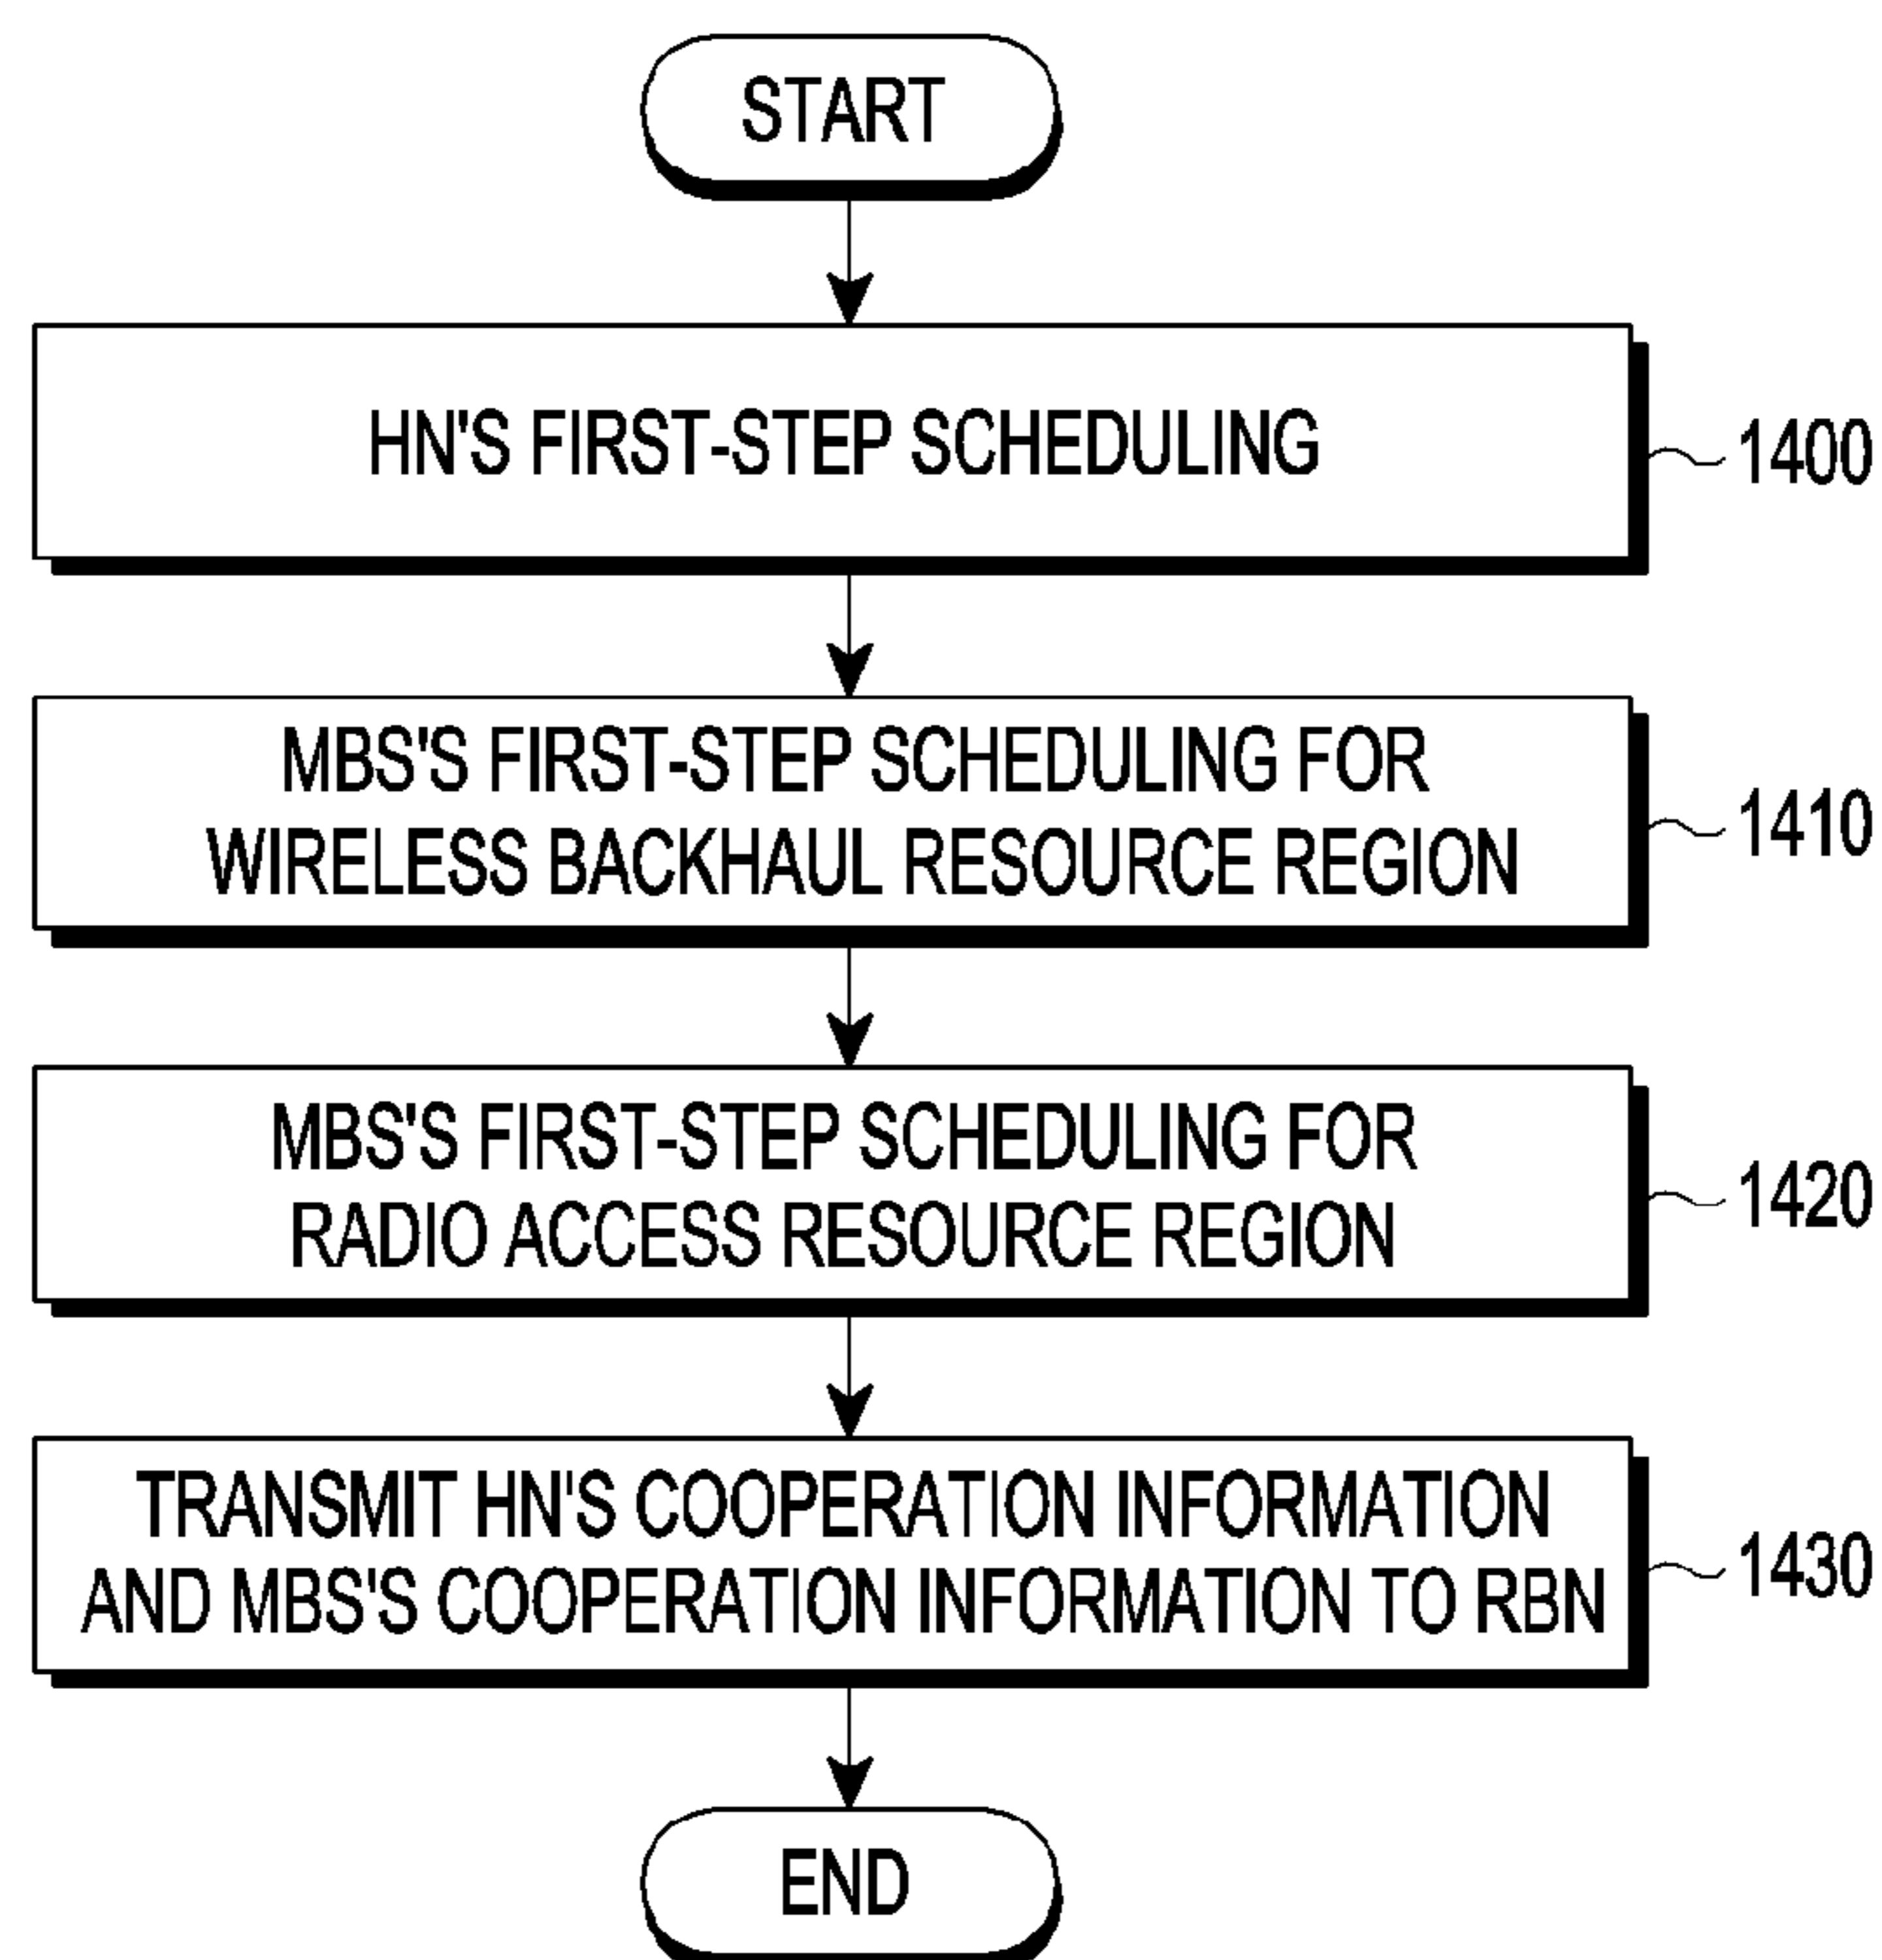 START
HN'S FIRST-STEP SCHEDULING
1400
MBS'S FIRST-STEP SCHEDULING FOR
WIRELESS BACKHAUL RESOURCE REGION
1410
MBS'S FIRST-STEP SCHEDULING FOR
RADIO ACCESS RESOURCE REGION
1420
TRANSMIT HN'S COOPERATION INFORMATION
AND MBS'S COOPERATION INFORMATION TO RBN
1430
END